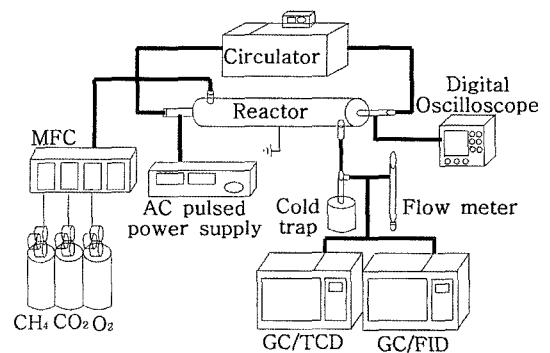 Circulator
Digital
Oscilloscope
Reactor
MFC
AC pulsed
power supply
Cold
trap
Flow meter
CH₄ CO₂ O₂
GC/TCD
GC/FID